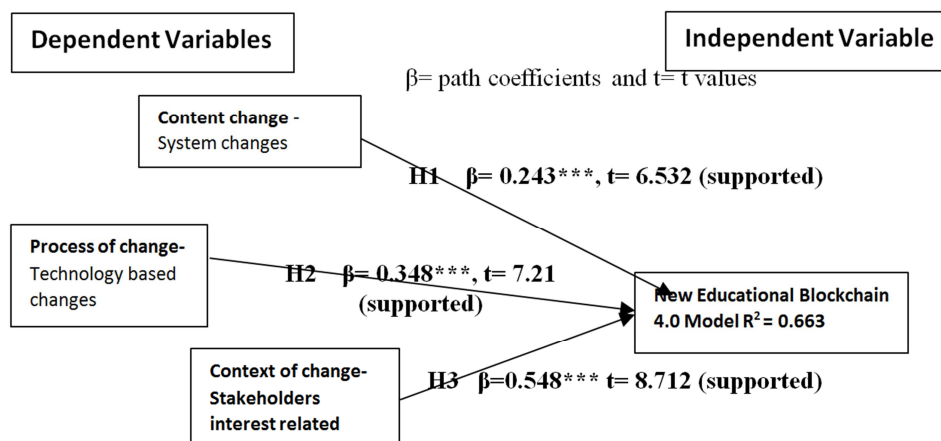 Dependent Variables
Independent Variable
β= path coefficients and t= t values
Content change -
System changes
H1 β= 0.243***, t= 6.532 (supported)
Process of change-
Technology based
changes
H2 β= 0.348***, t= 7.21
(supported)
New Educational Blockchain
4.0 Model R² = 0.663
Context of change-
Stakeholders
interest related
H3 β=0.548*** t= 8.712 (supported)